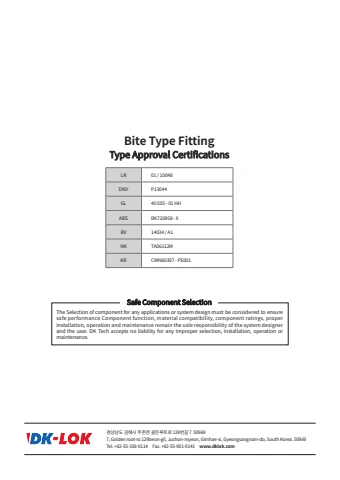 Bite Type Fitting
Type Approval Certifications
LR 01 / 10048
DNV P13044
GL 40 505 - 01 HH
ABS BKT20958 - X
BV 14034 / A1
NK TA06112M
KR CWN80397 - PE001
Safe Component Selection
The Selection of component for any applications or system design must be considered to ensure
safe performance Component function, material compatibility, component ratings, proper
installation, operation and maintenance remain the sole responsibility of the system designer
and the user. DK Tech accepts no liability for any improper selection, installation, operation or
maintenance.
DK-LOK
경상남도 김해시 주촌면 골든루트로 129번길 7 50969
7, Golden root-ro 129beon-gil, Juchon-myeon, Gimhae-si, Gyeongsangnam-do, South Korea. 50969
Tel. +82-55-338-0114 Fax. +82-55-901-0141 www.dklok.com